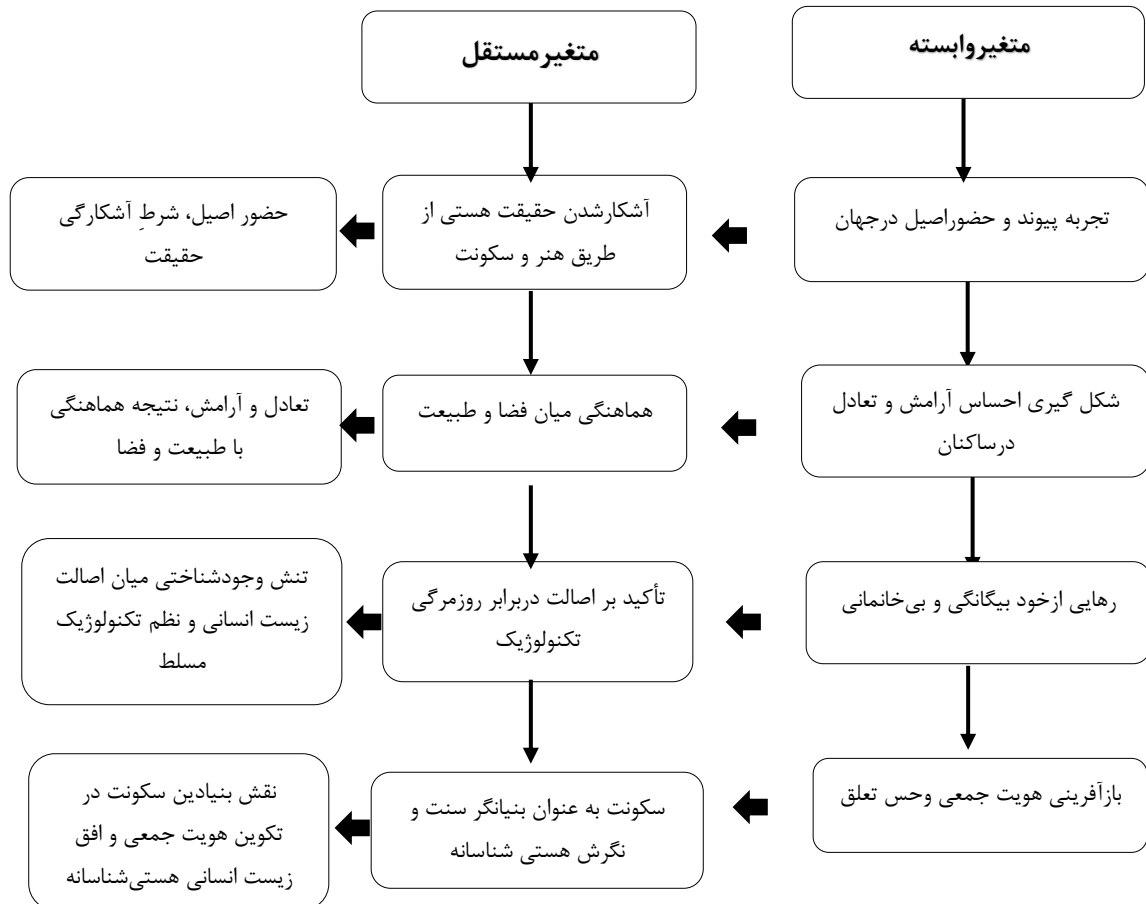 متغیروابسته
متغیرمستقل
تجربه پیوند و حضوراصیل درجهان
آشکارشدن حقیقت هستی از
طریق هنر و سکونت
حضور اصیل، شرطِ آشکارگی
حقیقت
شکل گیری احساس آرامش و تعادل
درساکنان
هماهنگی میان فضا و طبیعت
تعادل و آرامش، نتیجه هماهنگی
با طبیعت و فضا
رهایی ازخود بیگانگی و بی‌خانمانی
تأکید بر اصالت دربرابر روزمرگی
تکنولوژیک
تنش وجودشناختی میان اصالت
زیست انسانی و نظم تکنولوژیک
مسلط
بازآفرینی هویت جمعی وحس تعلق
سکونت به عنوان بنیانگر سنت و
نگرش هستی شناسانه
نقش بنیادین سکونت در
تکوین هویت جمعی و افق
زیست انسانی هستی‌شناسانه